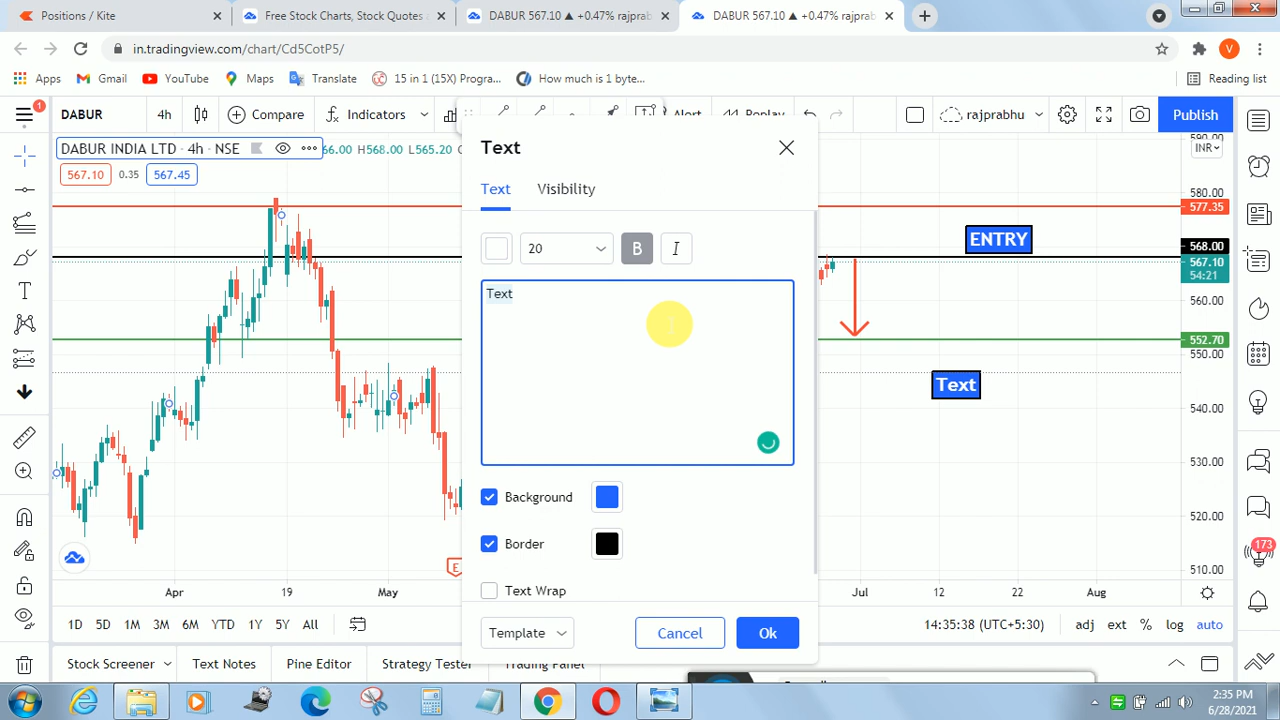 Positions / Kite
Free Stock Charts, Stock Quotes
DABUR 567.10 ▲ +0.47% rajprab
DABUR 567.10 ▲ +0.47% rajprab
in.tradingview.com/chart/Cd5CotP5/
V
Apps
Gmail
YouTube
Maps
Translate
15 in 1 (15X) Progra...
How much is 1 byte...
Reading list
1
DABUR
4h
Compare
Indicators
Alert
Replay
rajprabhu
Publish
DABUR INDIA LTD • 4h • NSE
66.00 H568.00 L565.20
567.10
0.35
567.45
Text
Text
Visibility
20
B
I
Text
Background
Border
Text Wrap
Template
Cancel
Ok
ENTRY
Text
590.00
INR
580.00
577.35
568.00
567.10
54:21
560.00
552.70
550.00
540.00
530.00
520.00
510.00
E
Apr
19
May
Jul
12
22
Aug
1D
5D
1M
3M
6M
YTD
1Y
5Y
All
14:35:38 (UTC+5:30)
adj
ext
%
log
auto
173
Stock Screener
Text Notes
Pine Editor
Strategy Tester
Trading Panel
2:35 PM
6/28/2021